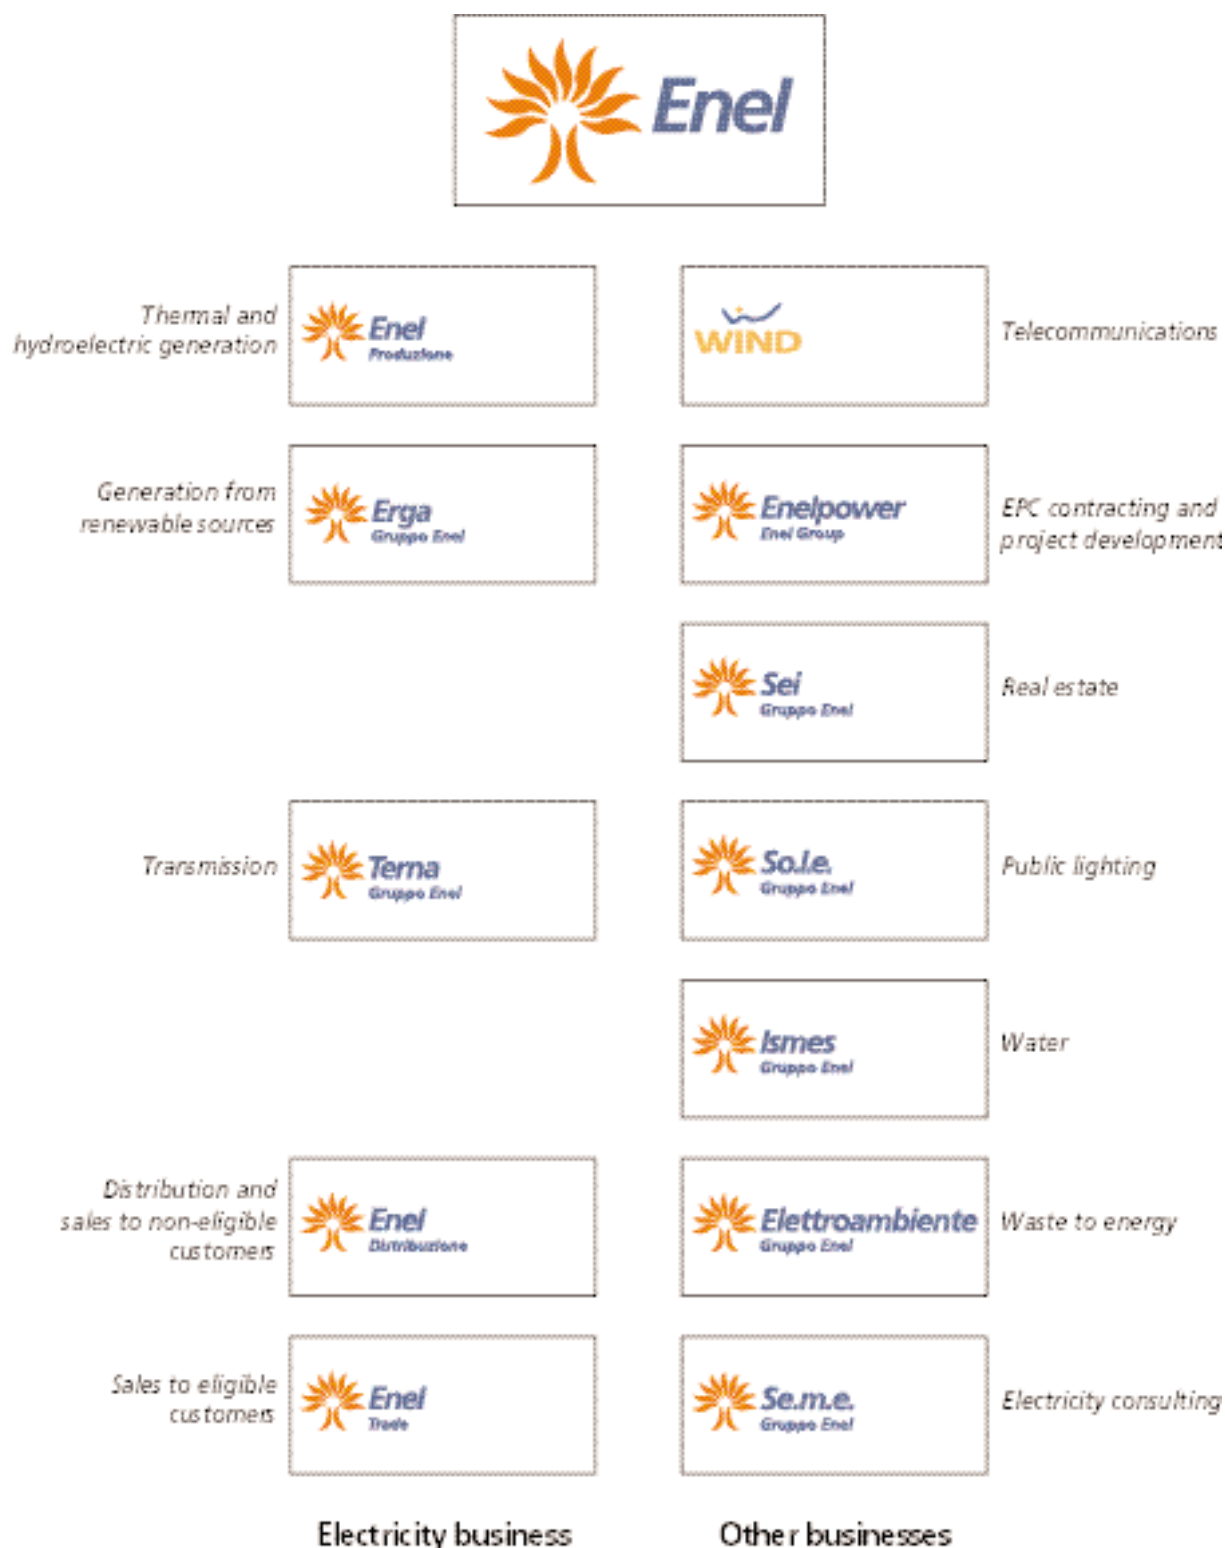 Enel
Thermal and
hydroelectric generation
Enel
Produzione
WIND
Telecommunications
Generation from
renewable sources
Erga
Gruppo Enel
Enelpower
Enel Group
EPC contracting and
project development
Sei
Gruppo Enel
Real estate
Transmission
Terna
Gruppo Enel
So.l.e.
Gruppo Enel
Public lighting
Ismes
Gruppo Enel
Water
Distribution and
sales to non-eligible
customers
Enel
Distribuzione
Elettroambiente
Gruppo Enel
Waste to energy
Sales to eligible
customers
Enel
Trade
Se.m.e.
Gruppo Enel
Electricity consulting
Electricity business
Other businesses